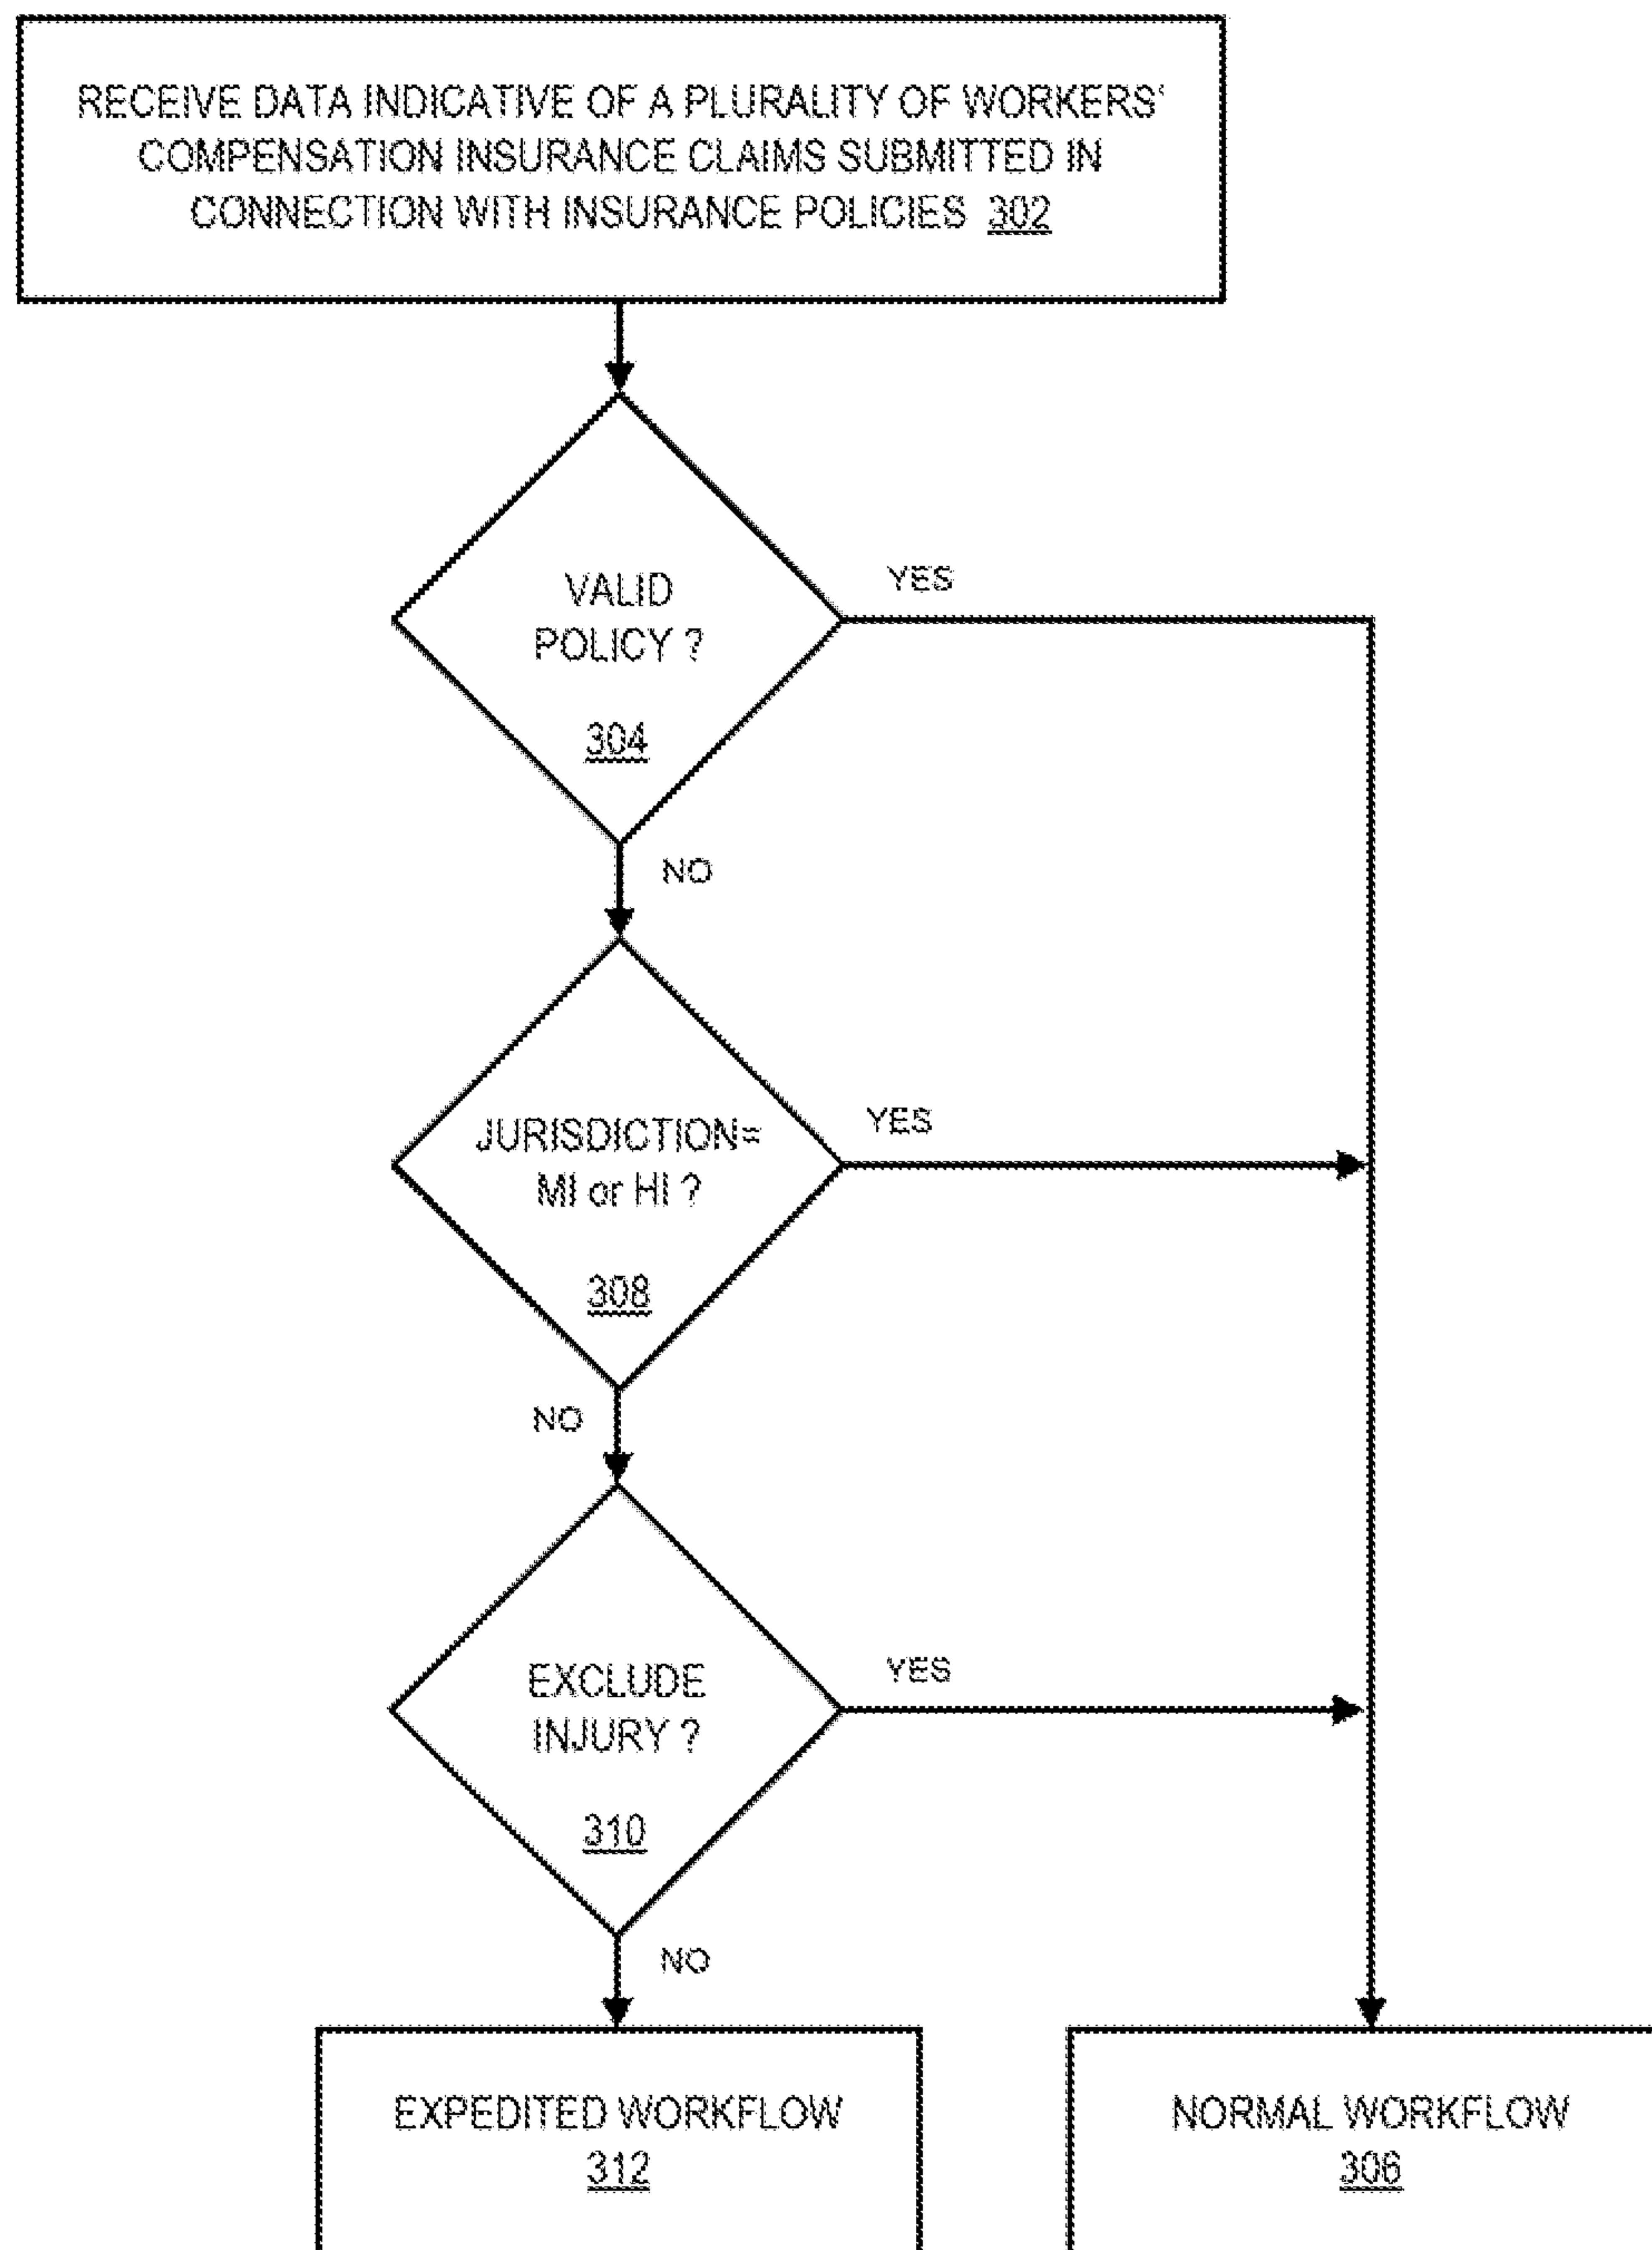 RECEIVE DATA INDICATIVE OF A PLURALITY OF WORKERS'
COMPENSATION INSURANCE CLAIMS SUBMITTED IN
CONNECTION WITH INSURANCE POLICIES 302
VALID
POLICY ?
304
YES
NO
JURISDICTION=
MI or HI ?
308
YES
NO
EXCLUDE
INJURY ?
310
YES
NO
EXPEDITED WORKFLOW
312
NORMAL WORKFLOW
306